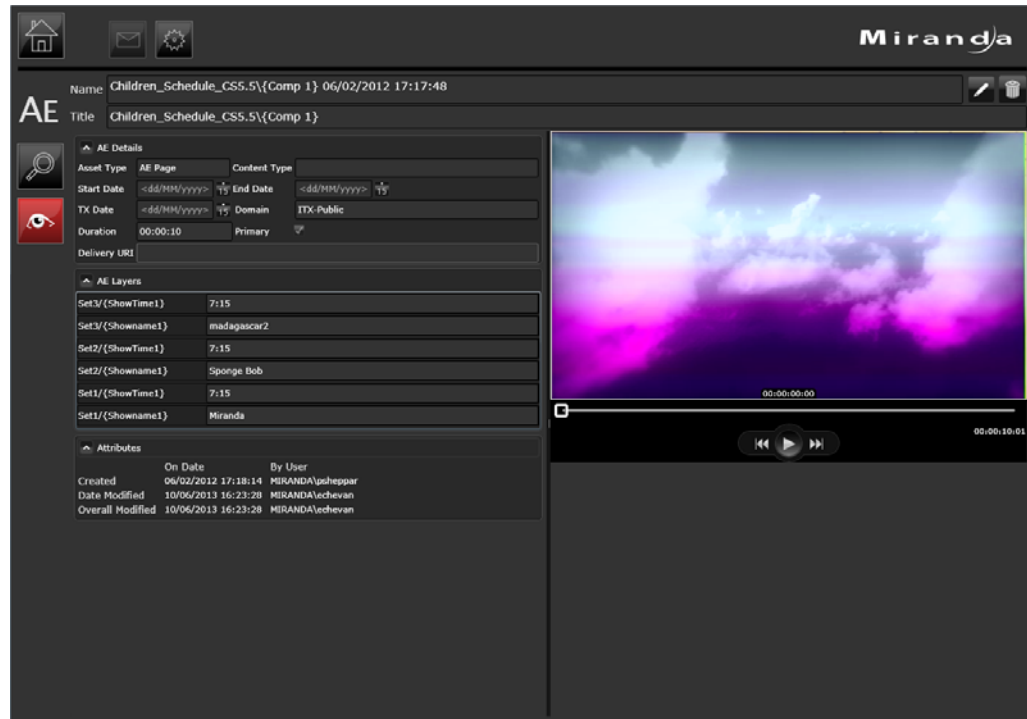 Miranda
Name Children_Schedule_CS5.5\{Comp 1} 06/02/2012 17:17:48
AE
Title Children_Schedule_CS5.5\{Comp 1}
AE Details
Asset Type AE Page Content Type
Start Date <dd/MM/yyyy> 15 End Date <dd/MM/yyyy> 15
TX Date <dd/MM/yyyy> 15 Domain ITX-Public
Duration 00:00:10 Primary
Delivery URI
AE Layers
Set3/{ShowTime1} 7:15
Set3/{Showname1} madagascar2
Set2/{ShowTime1} 7:15
Set2/{Showname1} Sponge Bob
Set1/{ShowTime1} 7:15
Set1/{Showname1} Miranda
Attributes
On Date By User
Created 06/02/2012 17:18:14 MIRANDA\psheppar
Date Modified 10/06/2013 16:23:28 MIRANDA\echevan
Overall Modified 10/06/2013 16:23:28 MIRANDA\echevan
00:00:00:00
00:00:10:01